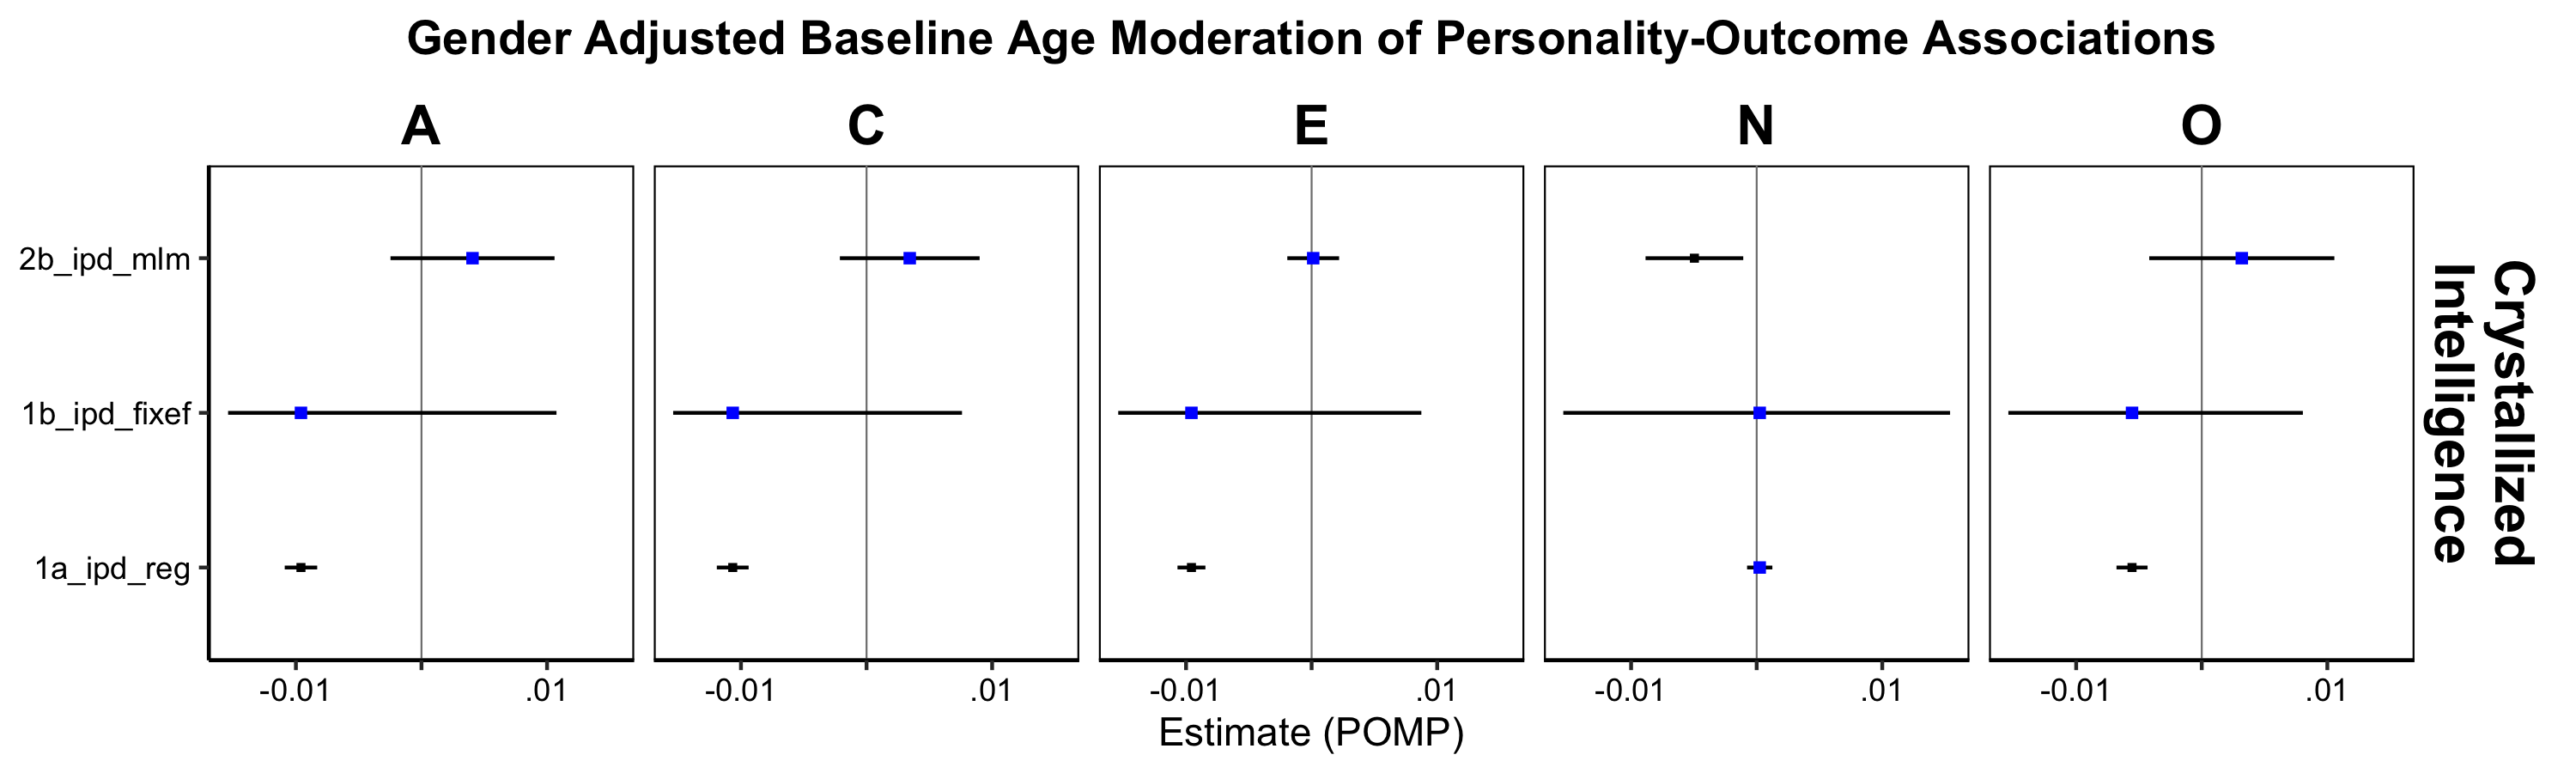 Gender Adjusted Baseline Age Moderation of Personality-Outcome Associations
A
C
E
N
O
2b_ipd_mlm
1b_ipd_fixef
1a_ipd_reg
Crystallized
Intelligence
-0.01 .01
-0.01 .01
-0.01 .01
-0.01 .01
-0.01 .01
Estimate (POMP)